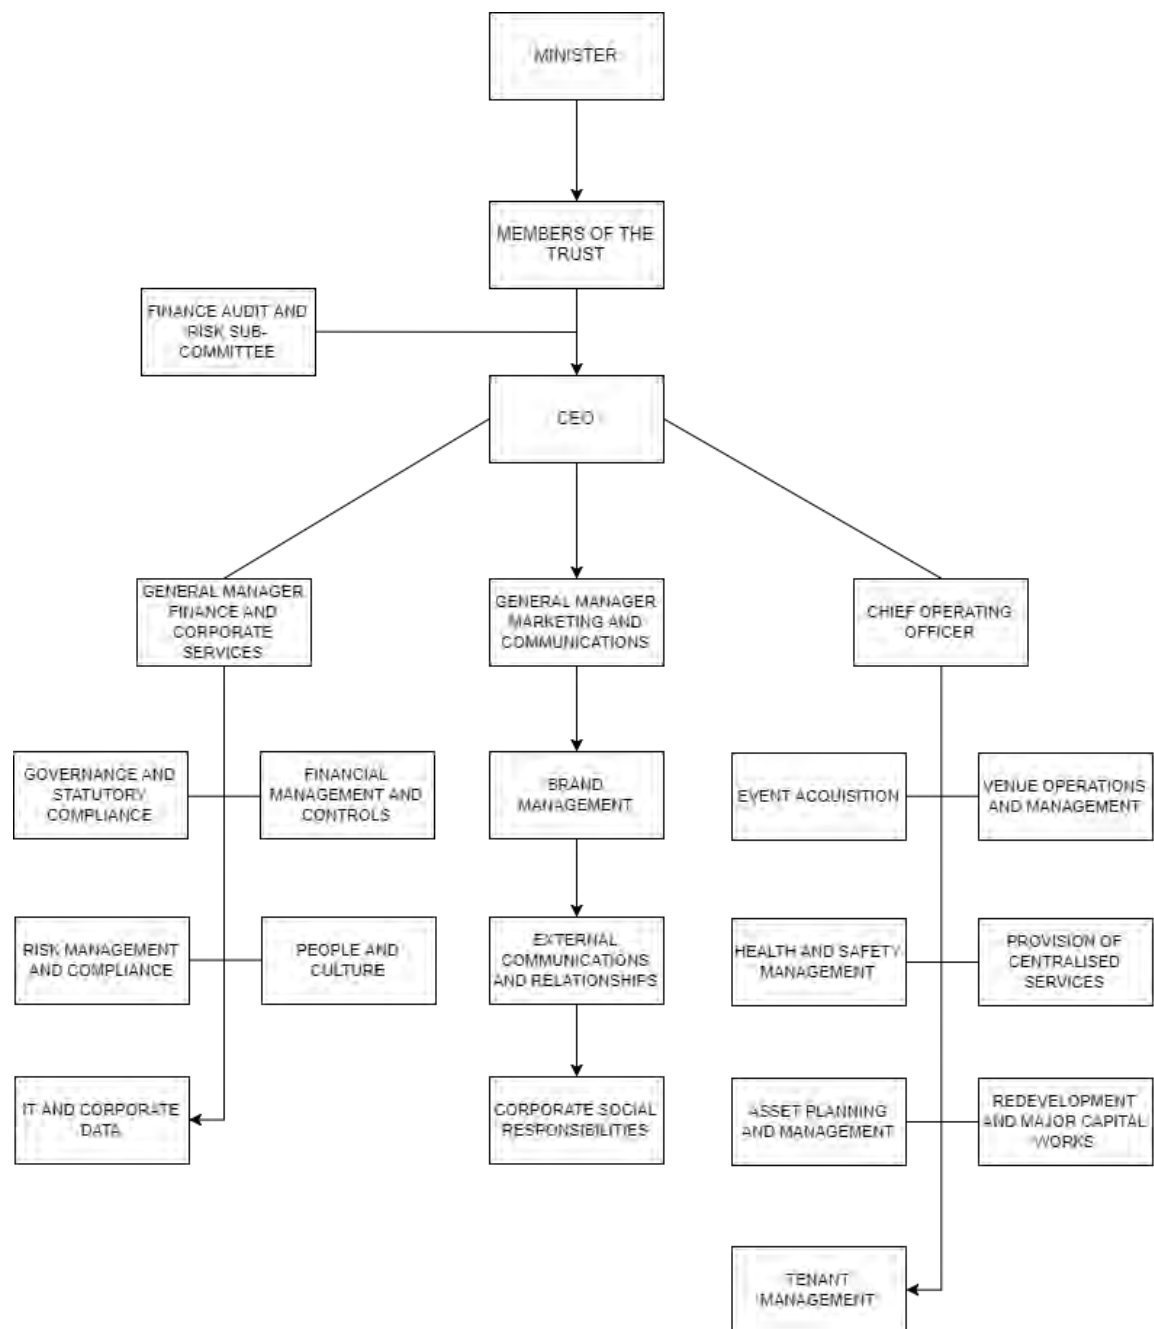 MINISTER
MEMBERS OF THE
TRUST
FINANCE AUDIT AND
RISK SUB-
COMMITTEE
CEO
GENERAL MANAGER
FINANCE AND
CORPORATE
SERVICES
GENERAL MANAGER
MARKETING AND
COMMUNICATIONS
CHIEF OPERATING
OFFICER
GOVERNANCE AND
STATUTORY
COMPLIANCE
FINANCIAL
MANAGEMENT AND
CONTROLS
BRAND
MANAGEMENT
EVENT ACQUISITION
VENUE OPERATIONS
AND MANAGEMENT
RISK MANAGEMENT
AND COMPLIANCE
PEOPLE AND
CULTURE
EXTERNAL
COMMUNICATIONS
AND RELATIONSHIPS
HEALTH AND SAFETY
MANAGEMENT
PROVISION OF
CENTRALISED
SERVICES
IT AND CORPORATE
DATA
CORPORATE SOCIAL
RESPONSIBILITIES
ASSET PLANNING
AND MANAGEMENT
REDEVELOPMENT
AND MAJOR CAPITAL
WORKS
TENANT
MANAGEMENT